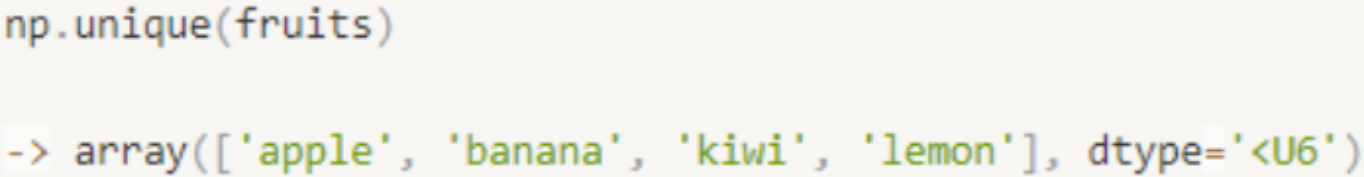 np.unique(fruits)
-> array(['apple', 'banana', 'kiwi', 'lemon'], dtype='<U6')